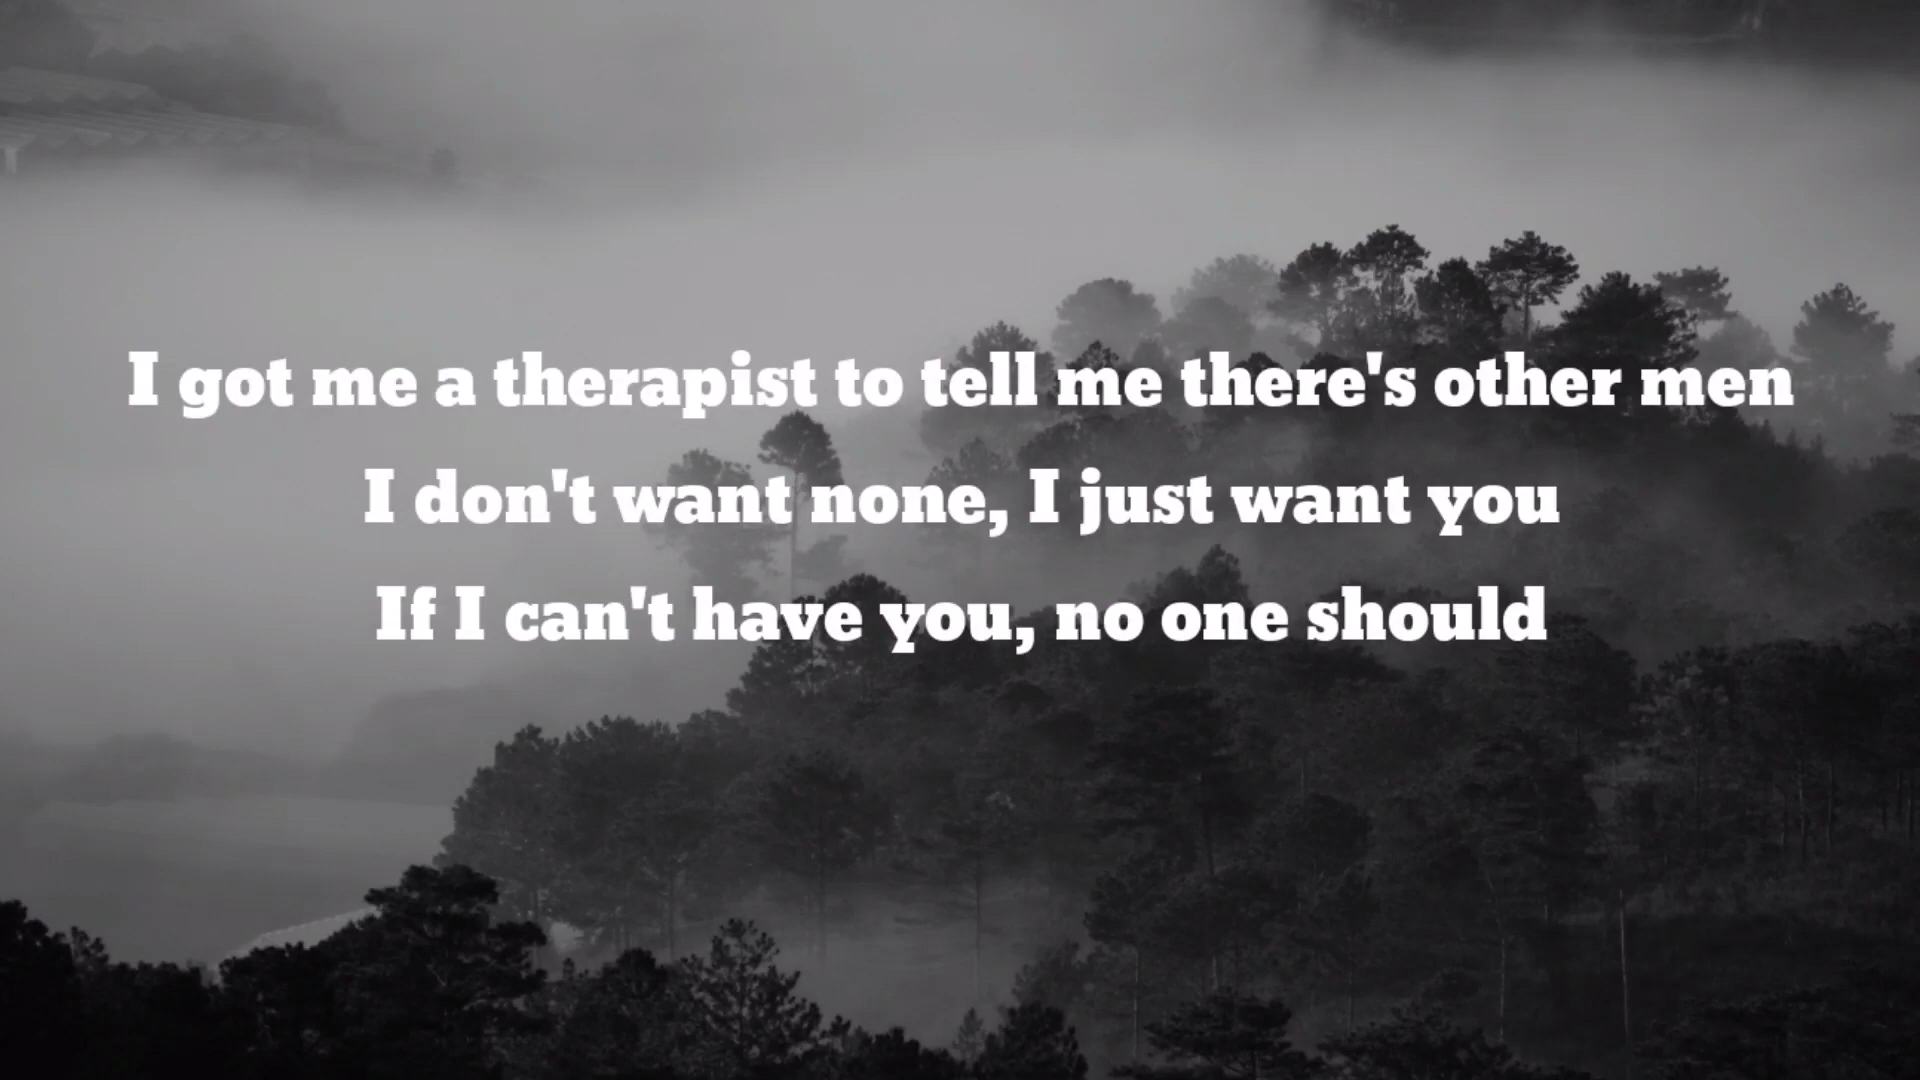 I got me a therapist to tell me there's other men
I don't want none, I just want you
If I can't have you, no one should